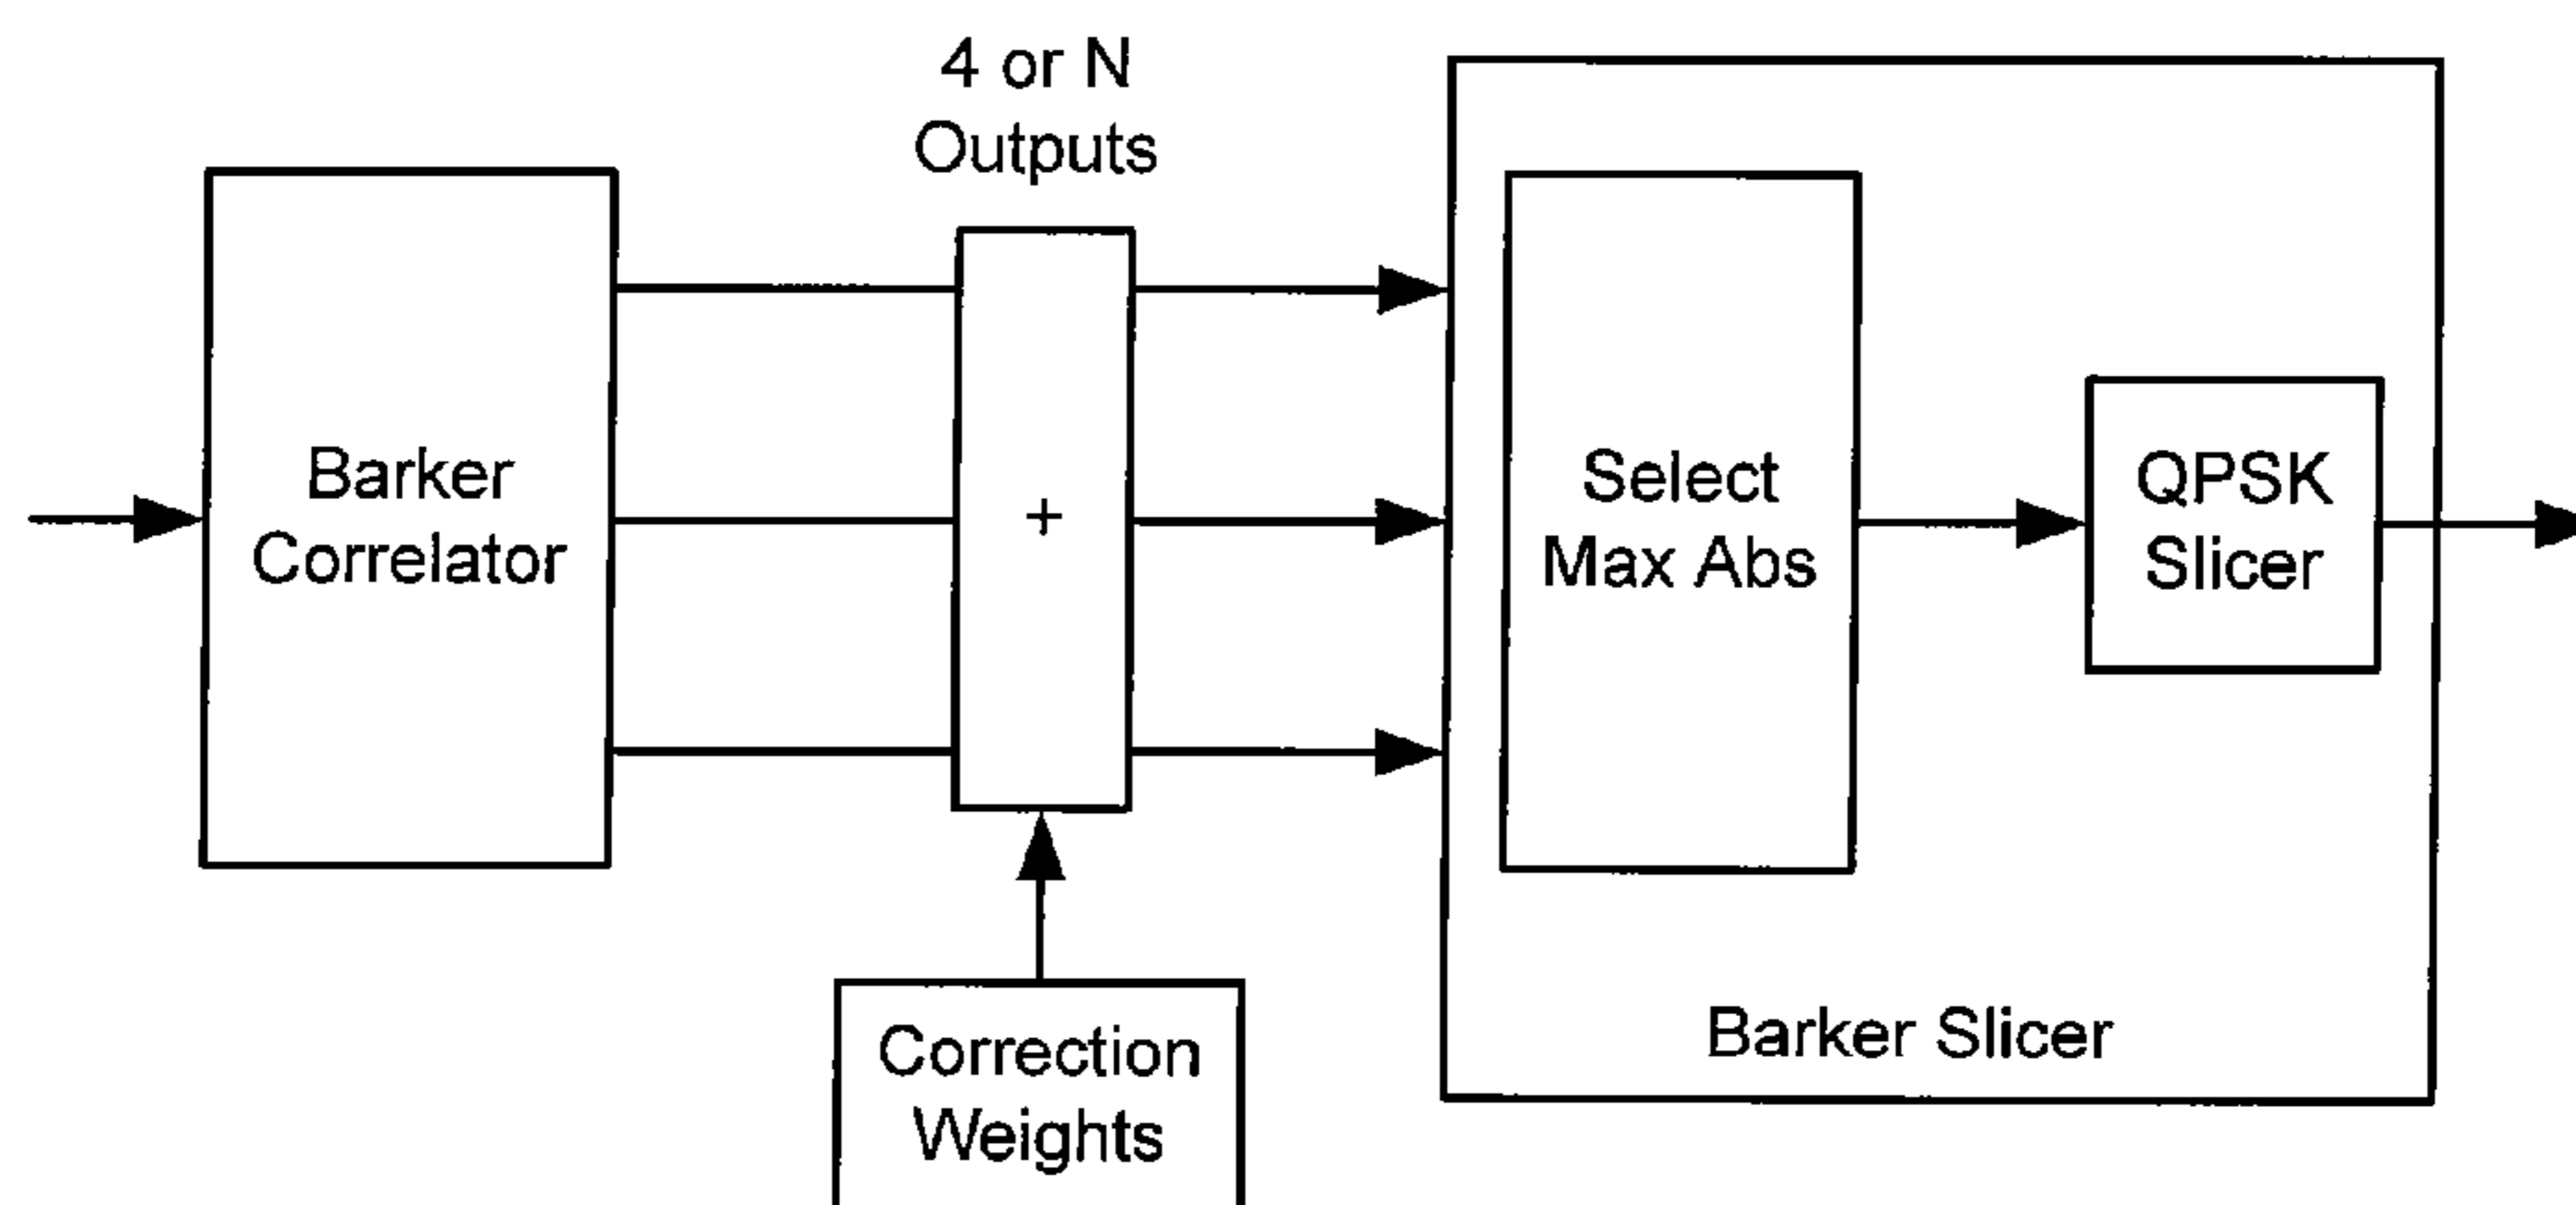 4 or N
Outputs
Barker
Correlator
+
Select
Max Abs
QPSK
Slicer
Barker Slicer
Correction
Weights